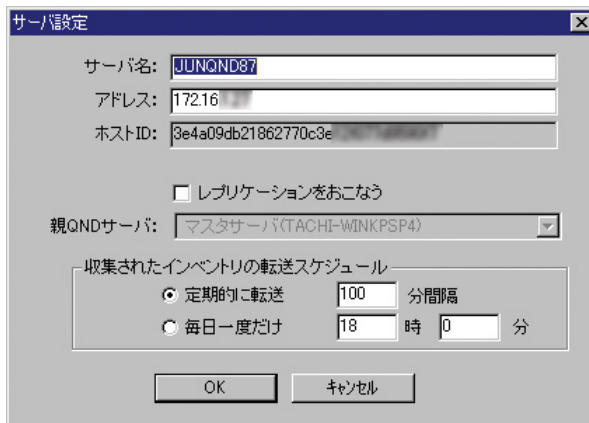 サーバ設定
サーバ名: JUNQND87
アドレス: 172.16
ホストID: 3e4a09db21862770c3e
レプリケーションをおこなう
親QNDサーバ: マスタサーバ(TACHI-WINKPSP4)
収集されたインベントリの転送スケジュール
定期的に転送 100 分間隔
毎日一度だけ 18 時 0 分
OK キャンセル